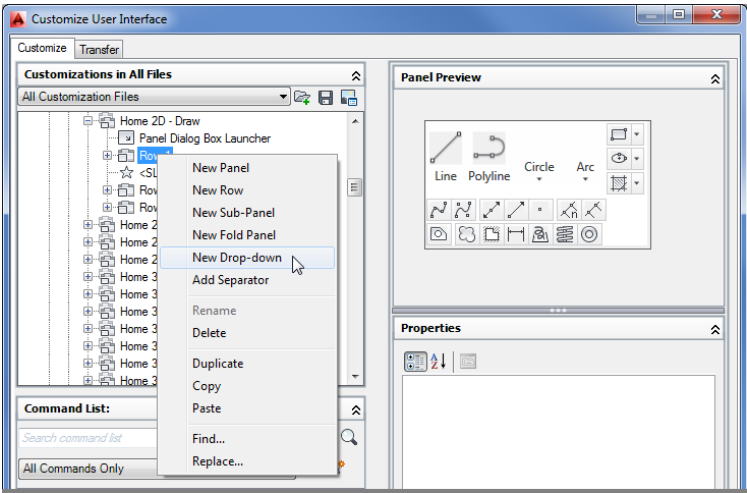 Customize User Interface
Customize Transfer
Customizations in All Files
All Customization Files
Home 2D - Draw
Panel Dialog Box Launcher
<SL
Home 2
Home 2
Home 2
Home 3
Home 3
Home 3
Home 3
Home 3
Home 3
Home 3
New Panel
New Row
New Sub-Panel
New Fold Panel
New Drop-down
Add Separator
Rename
Delete
Duplicate
Copy
Paste
Find...
Replace...
Command List:
Search command list
All Commands Only
Panel Preview
Line Polyline Circle Arc
Properties